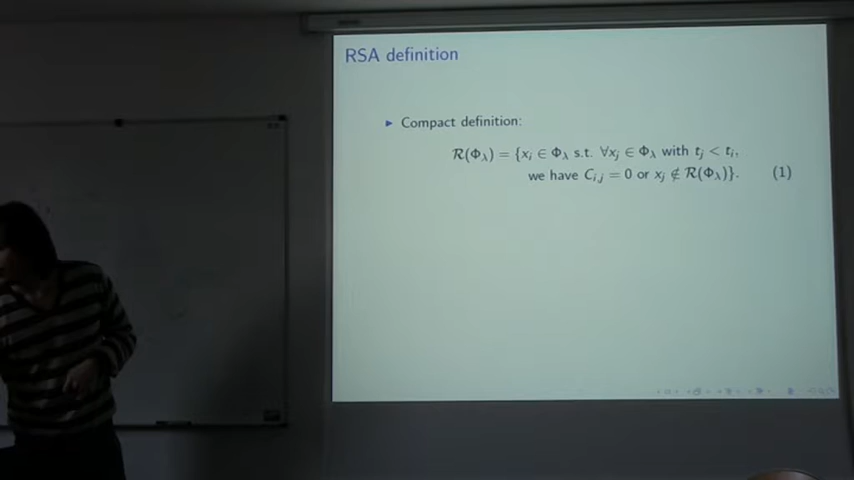 RSA definition
▶ Compact definition:
R(Φλ) = {xᵢ ∈ Φλ s.t. ∀xⱼ ∈ Φλ with tⱼ < tᵢ,
we have Cᵢ,ⱼ = 0 or xⱼ ∉ R(Φλ)}. (1)